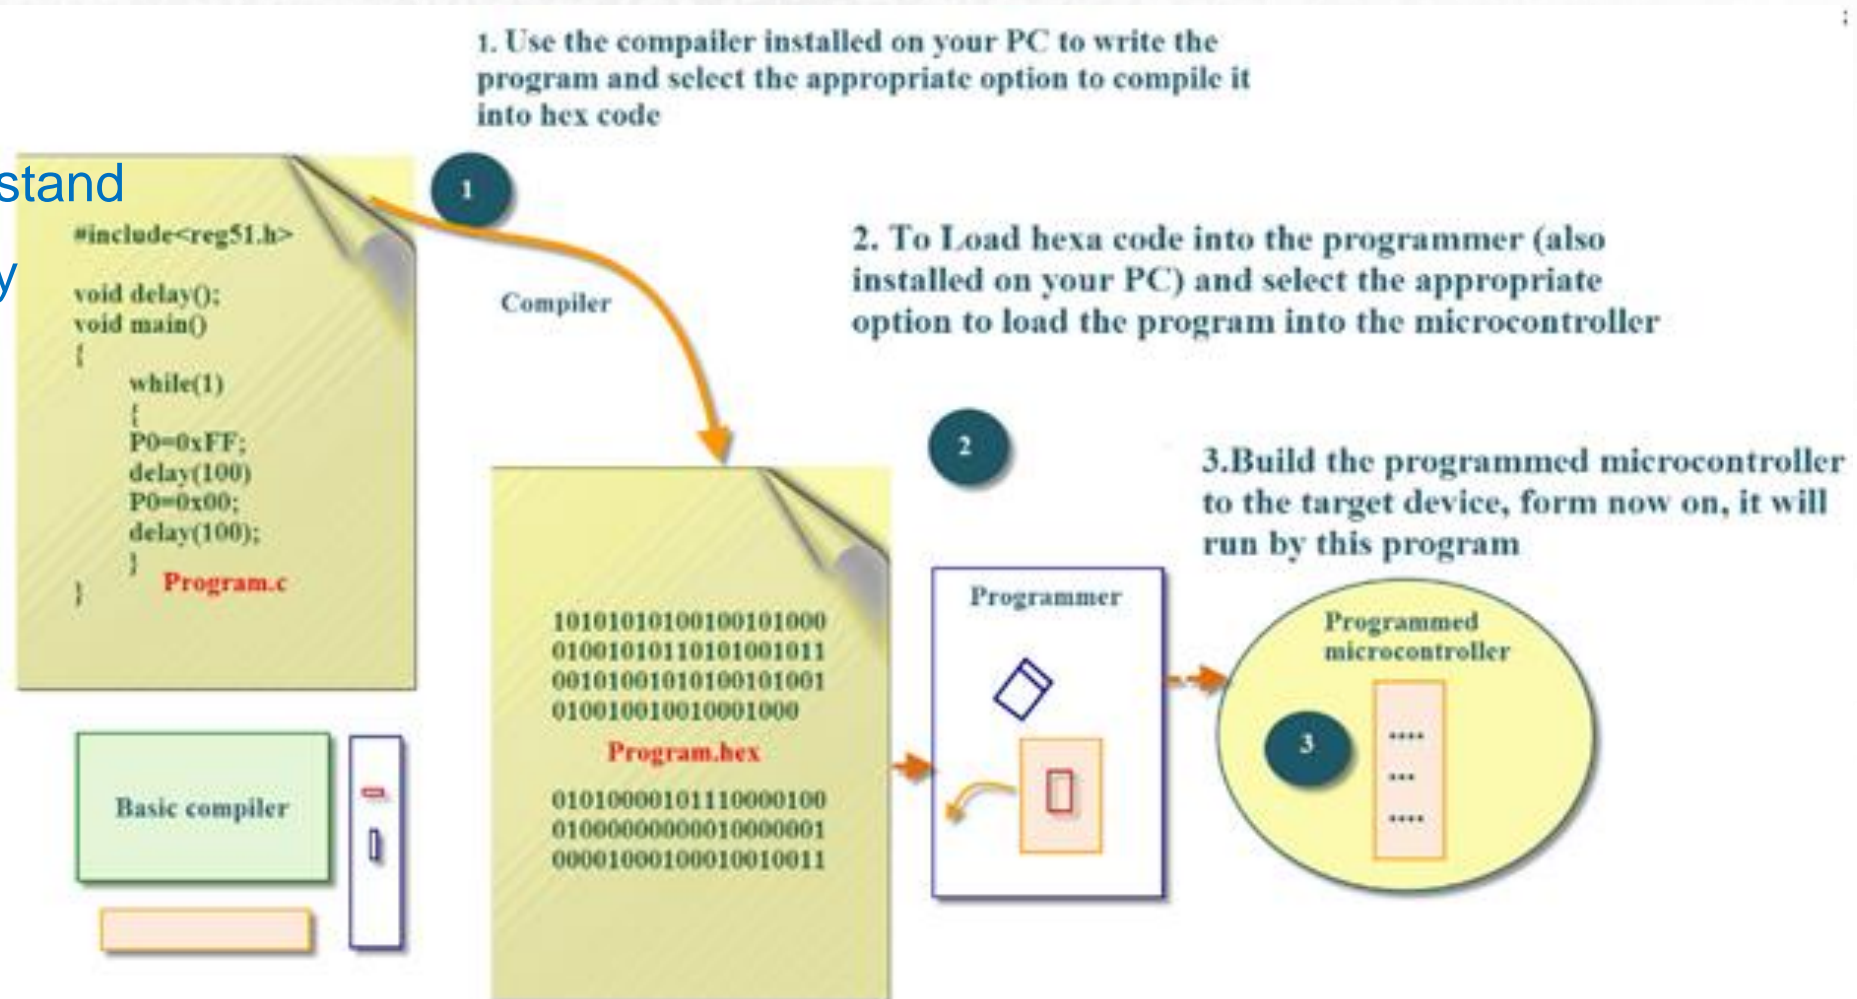 1. Use the compailer installed on your PC to write the
program and select the appropriate option to compile it
into hex code
stand
y
#include<reg51.h>
void delay();
void main()
{
while(1)
{
P0=0xFF;
delay(100)
P0=0x00;
delay(100);
}
Program.c
}
1
Compiler
2. To Load hexa code into the programmer (also
installed on your PC) and select the appropriate
option to load the program into the microcontroller
2
3.Build the programmed microcontroller
to the target device, form now on, it will
run by this program
10101010100100101000
01001010110101001011
00101001010100101001
010010010010001000
Program.hex
01010000101110000100
01000000000010000001
00001000100010010011
Programmer
Programmed
microcontroller
3
Basic compiler